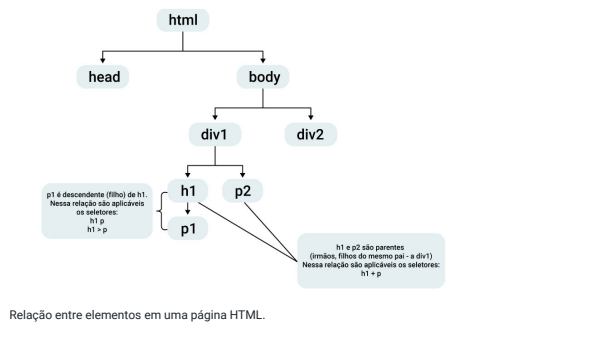 html
head
body
div1
div2
h1
p2
p1 é descendente (filho) de h1.
Nessa relação são aplicáveis
os seletores:
h1 p
h1 > p
p1
h1 e p2 são parentes
(irmãos, filhos do mesmo pai - a div1)
Nessa relação são aplicáveis os seletores:
h1 + p
Relação entre elementos em uma página HTML.